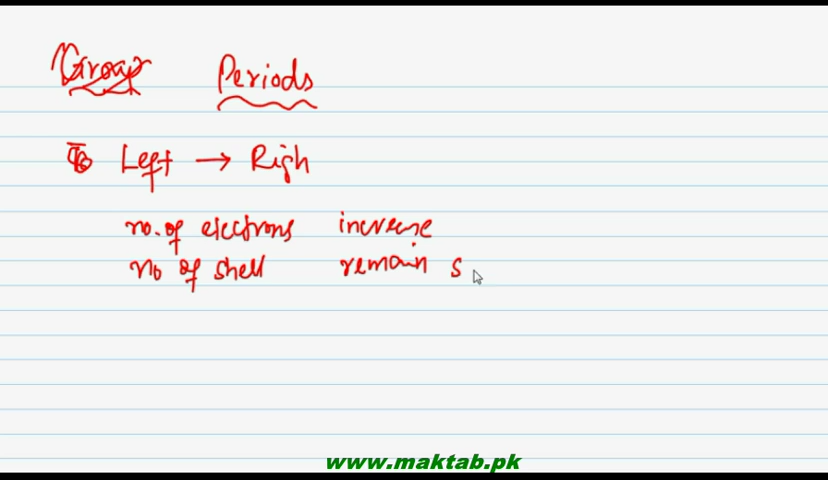 Group Periods
Left → Righ
no. of electrons increase
no of shell remain s
www.maktab.pk